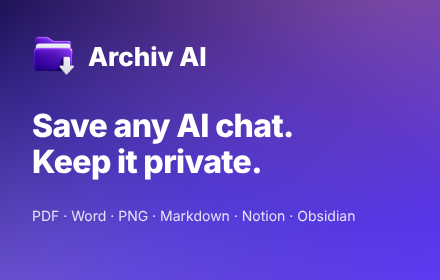 Archiv AI
Save any AI chat.
Keep it private.
PDF · Word · PNG · Markdown · Notion · Obsidian